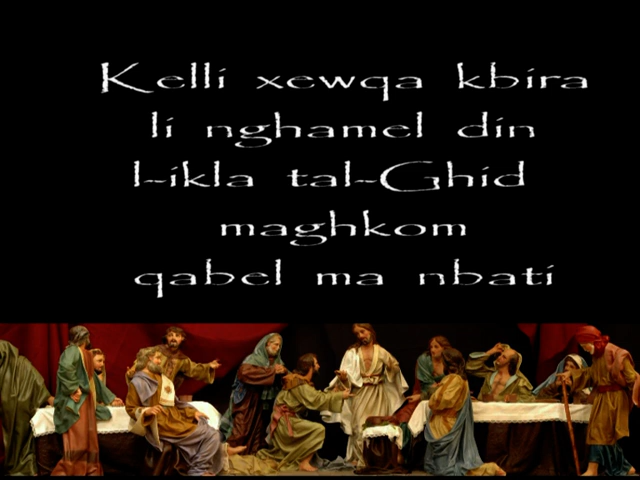 Kelli xewqa kbira
li nghamel din
l-ikla tal-Ghid
maghkom
qabel ma nbati